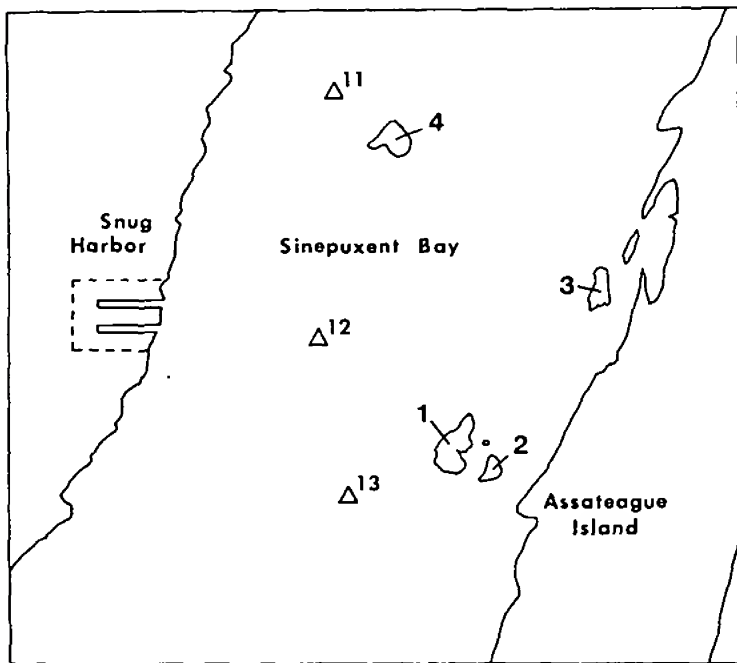 11
4
Snug
Harbor
Sinepuxent Bay
3
12
1
2
13
Assateague
Island